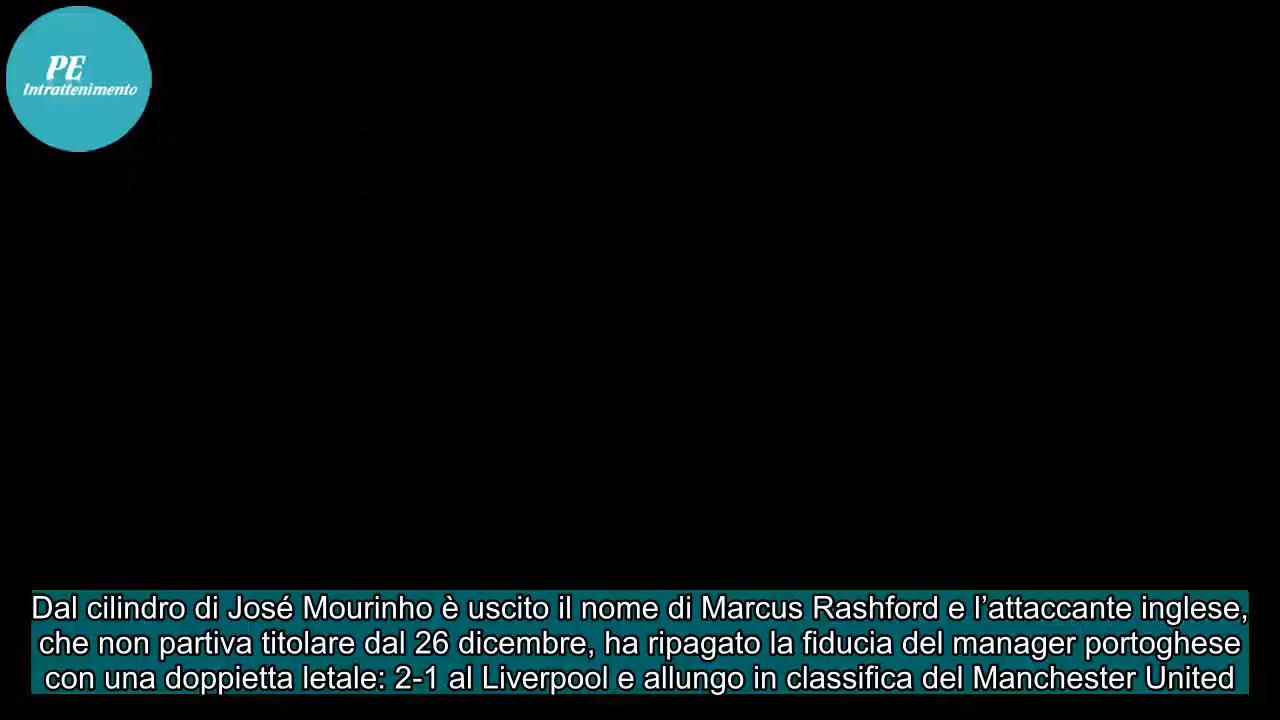 PE
Intrattenimento
Dal cilindro di José Mourinho è uscito il nome di Marcus Rashford e l’attaccante inglese,
che non partiva titolare dal 26 dicembre, ha ripagato la fiducia del manager portoghese
con una doppietta letale: 2-1 al Liverpool e allungo in classifica del Manchester United